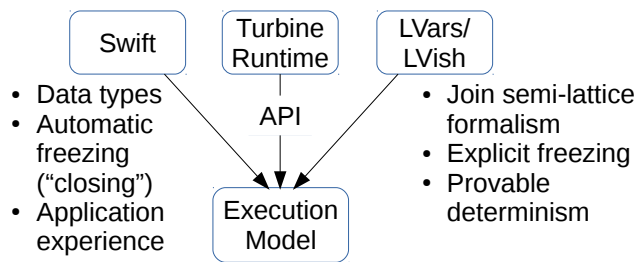 Swift
Turbine
Runtime
LVars/
LVish
• Data types
• Automatic
freezing
(“closing”)
• Application
experience
API
• Join semi-lattice
formalism
• Explicit freezing
• Provable
determinism
Execution
Model